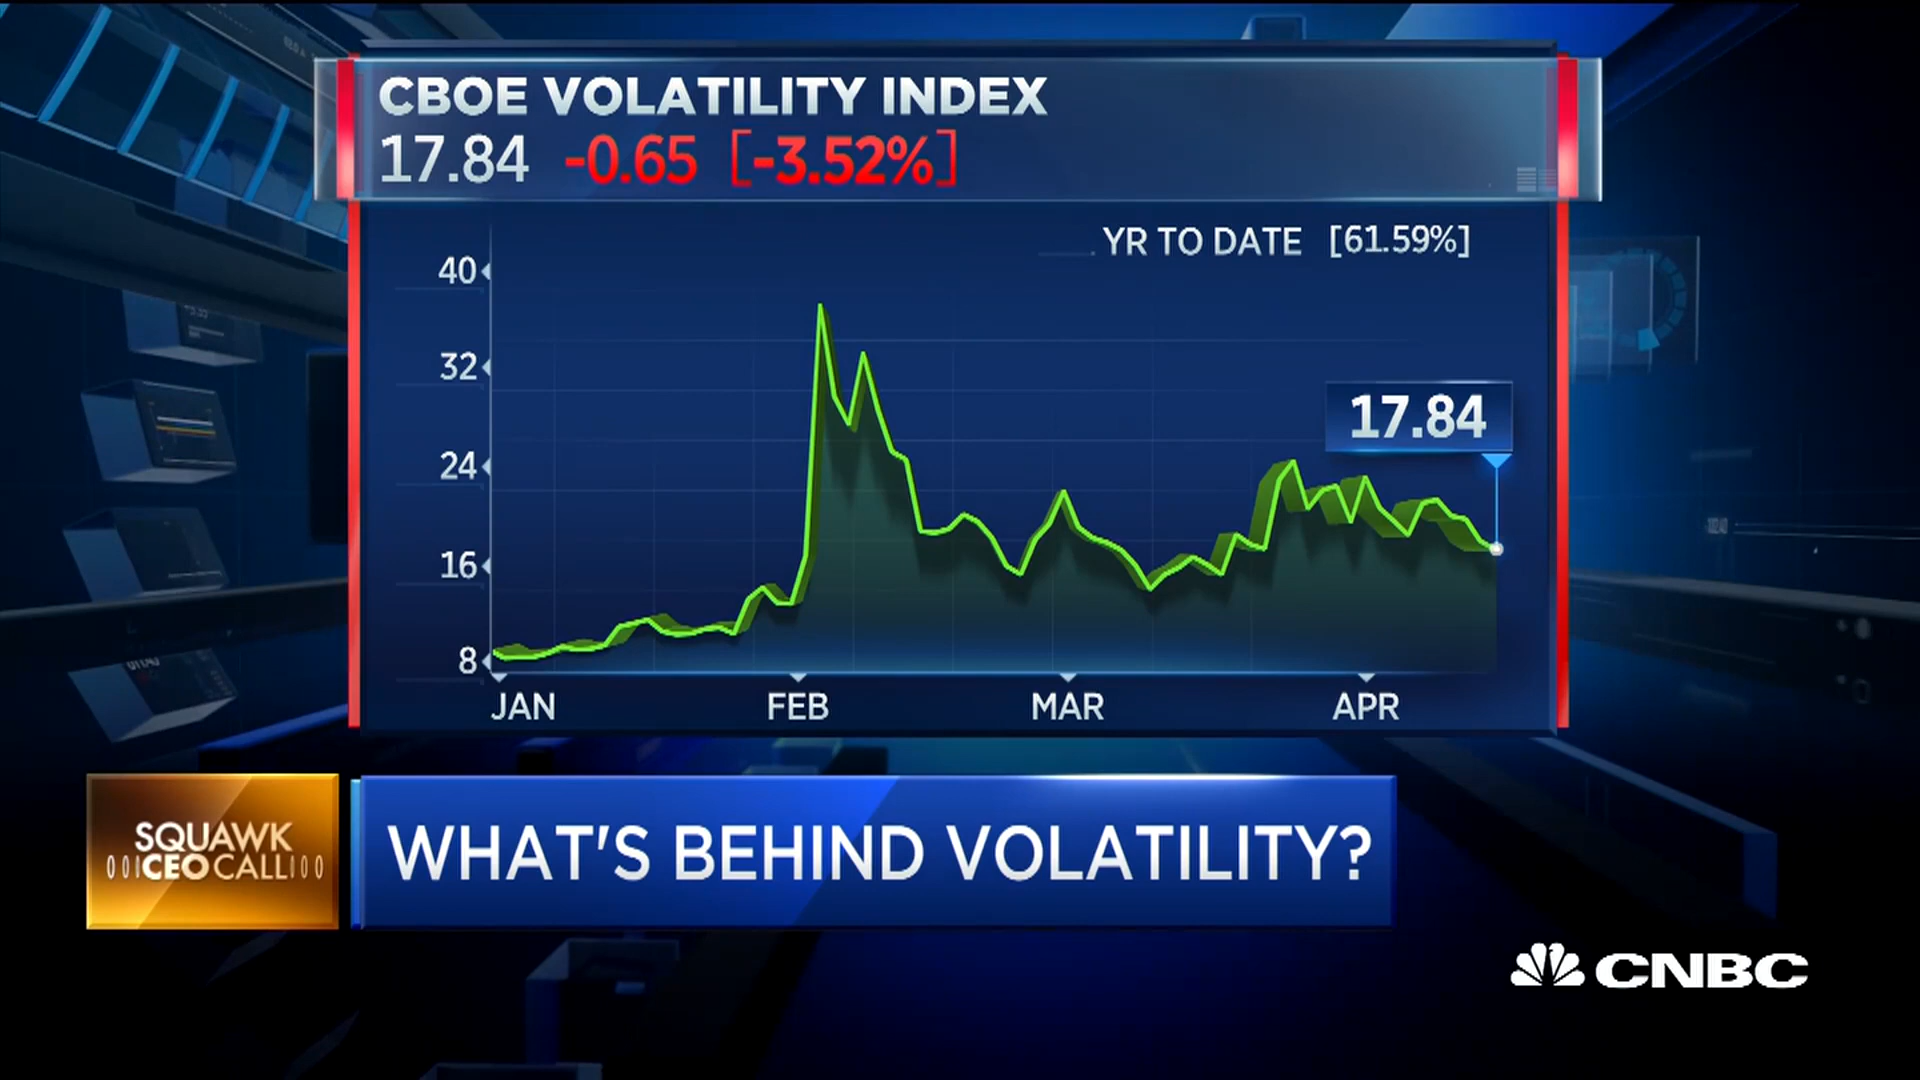 CBOE VOLATILITY INDEX
17.84 -0.65 [-3.52%]
YR TO DATE [61.59%]
40
32
24
16
8
17.84
JAN FEB MAR APR
SQUAWK
CEO CALL
WHAT'S BEHIND VOLATILITY?
CNBC